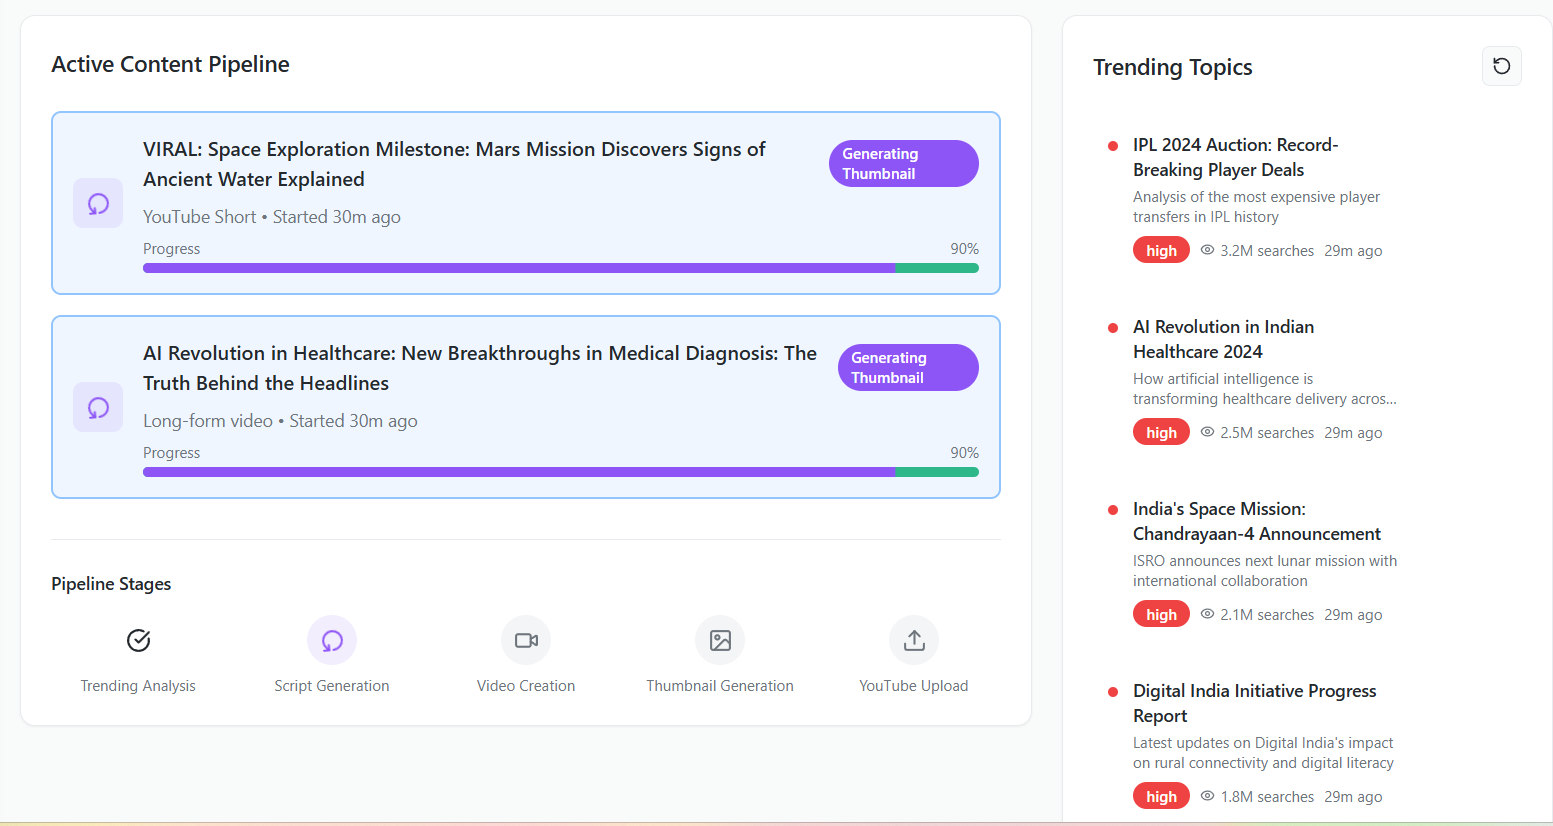 Active Content Pipeline
VIRAL: Space Exploration Milestone: Mars Mission Discovers Signs of
Ancient Water Explained
Generating
Thumbnail
YouTube Short • Started 30m ago
Progress
90%
AI Revolution in Healthcare: New Breakthroughs in Medical Diagnosis: The
Truth Behind the Headlines
Generating
Thumbnail
Long-form video • Started 30m ago
Progress
90%
Pipeline Stages
Trending Analysis
Script Generation
Video Creation
Thumbnail Generation
YouTube Upload
Trending Topics
IPL 2024 Auction: Record-
Breaking Player Deals
Analysis of the most expensive player
transfers in IPL history
high 3.2M searches 29m ago
AI Revolution in Indian
Healthcare 2024
How artificial intelligence is
transforming healthcare delivery acros...
high 2.5M searches 29m ago
India's Space Mission:
Chandrayaan-4 Announcement
ISRO announces next lunar mission with
international collaboration
high 2.1M searches 29m ago
Digital India Initiative Progress
Report
Latest updates on Digital India's impact
on rural connectivity and digital literacy
high 1.8M searches 29m ago